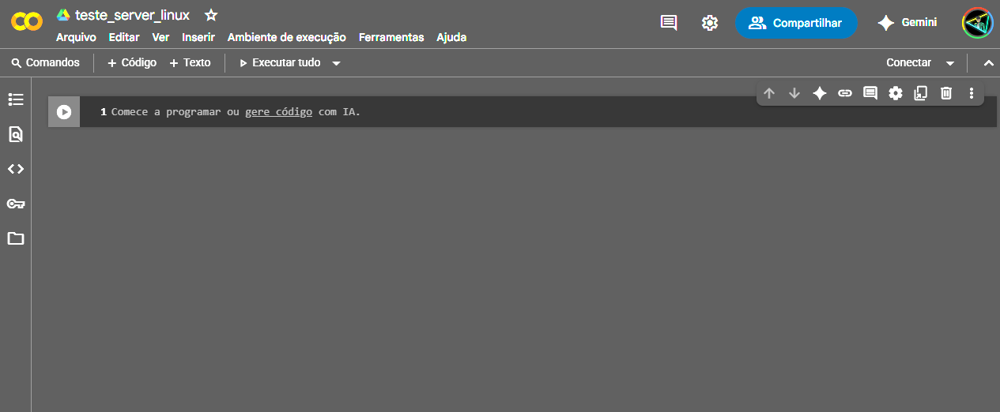 teste_server_linux
Arquivo Editar Ver Inserir Ambiente de execução Ferramentas Ajuda
Compartilhar
Gemini
Comandos + Código + Texto Executar tudo
Conectar
1 Comece a programar ou gere código com IA.